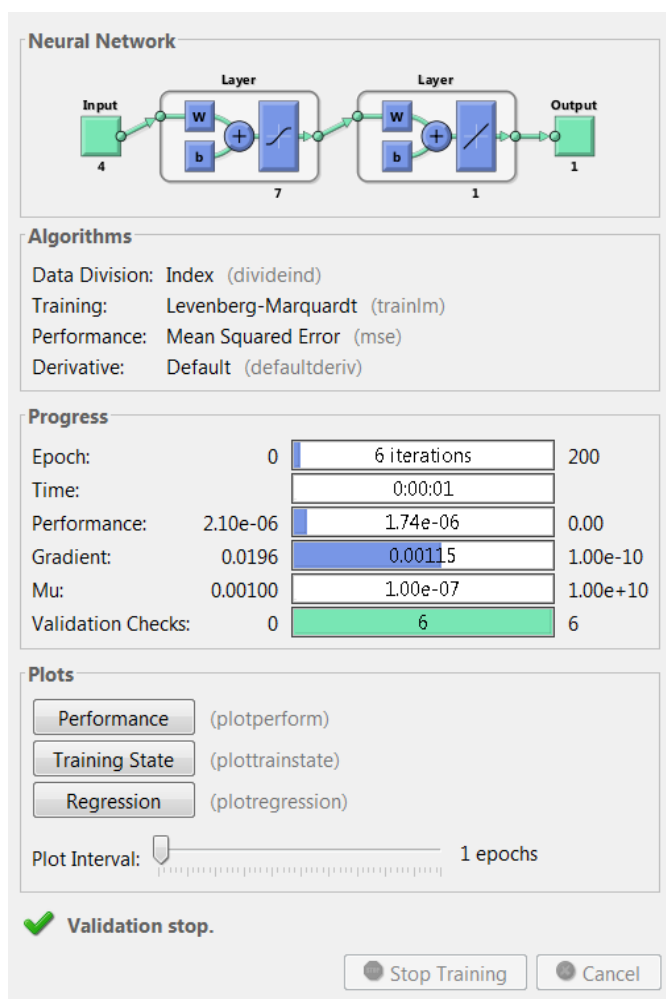 Neural Network
Layer Layer
Input Output
W W
+ +
b b
4 1
7 1
Algorithms
Data Division: Index (divideind)
Training: Levenberg-Marquardt (trainlm)
Performance: Mean Squared Error (mse)
Derivative: Default (defaultderiv)
Progress
Epoch: 0 6 iterations 200
Time: 0:00:01
Performance: 2.10e-06 1.74e-06 0.00
Gradient: 0.0196 0.00115 1.00e-10
Mu: 0.00100 1.00e-07 1.00e+10
Validation Checks: 0 6 6
Plots
Performance (plotperform)
Training State (plottrainstate)
Regression (plotregression)
Plot Interval: 1 epochs
Validation stop.
Stop Training Cancel